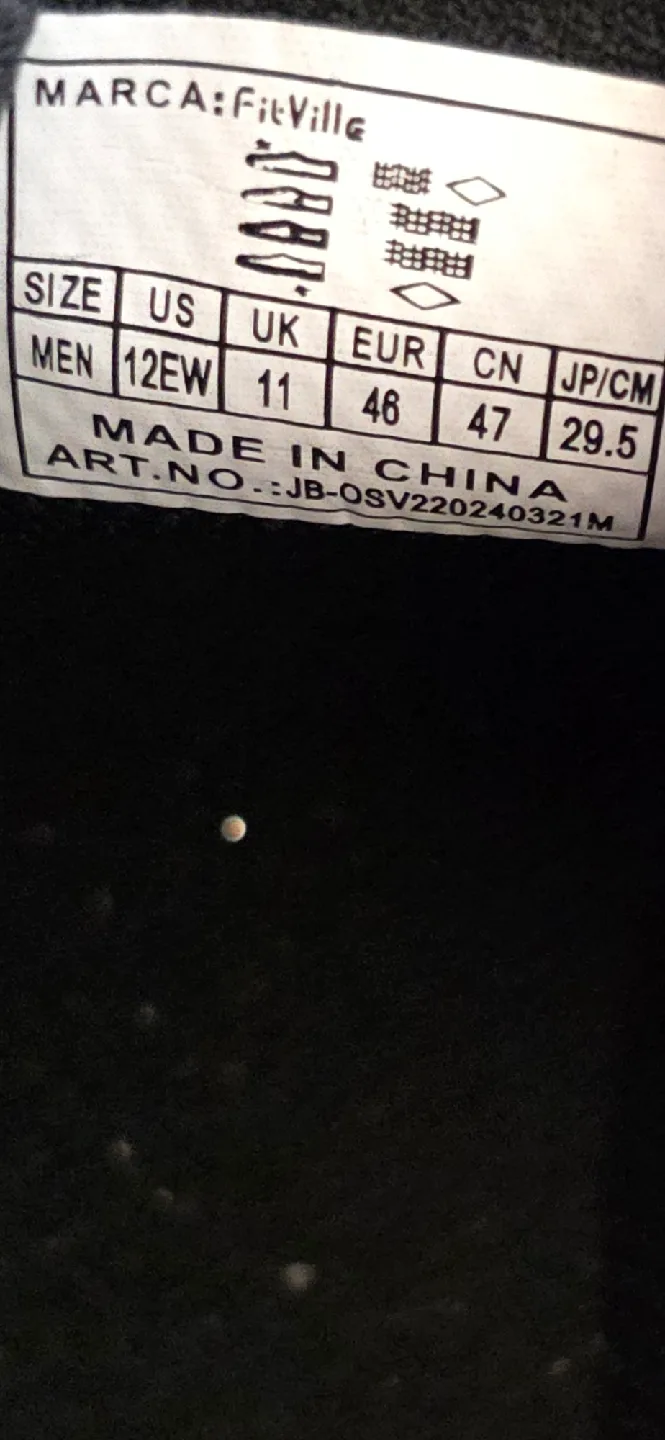 MARCA: FitVille
SIZE US UK EUR CN JP/CM
MEN 12EW 11 46 47 29.5
MADE IN CHINA
ART.NO.:JB-OSV220240321M